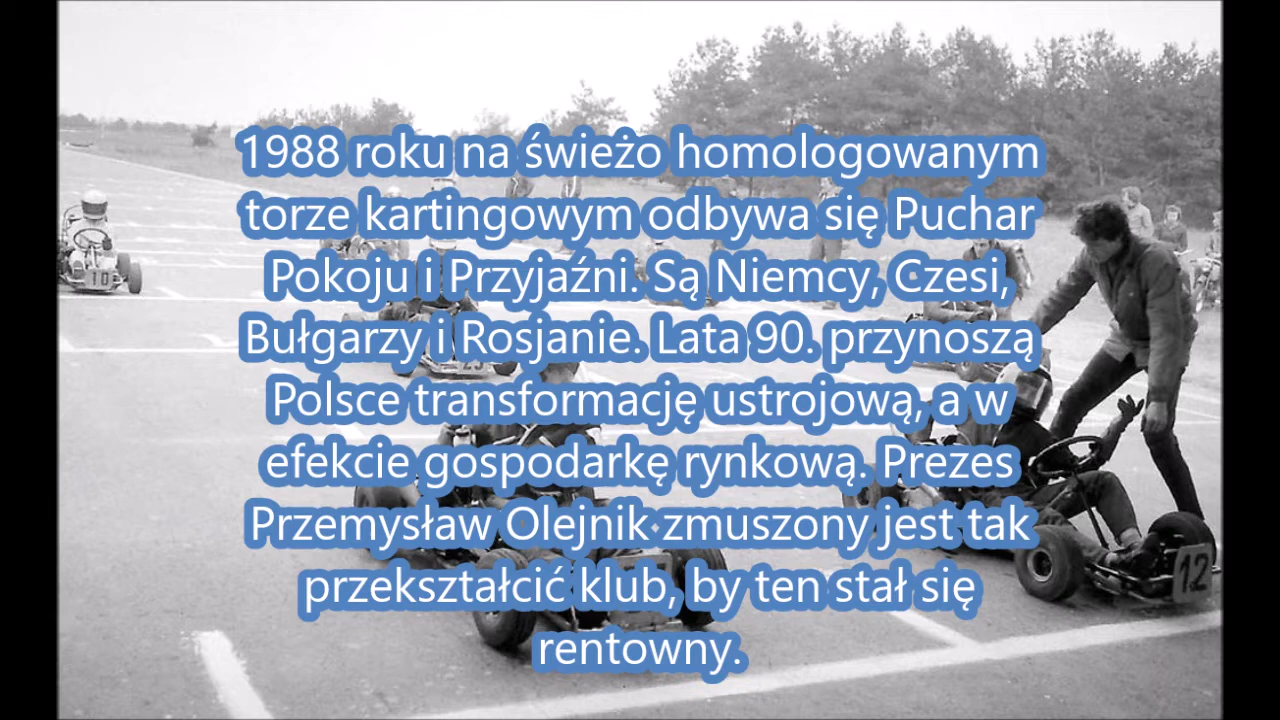 1988 roku na świeżo homologowanym
torze kartingowym odbywa się Puchar
Pokoju i Przyjaźni. Są Niemcy, Czesi,
Bułgarzy i Rosjanie. Lata 90. przynoszą
Polsce transformację ustrojową, a w
efekcie gospodarkę rynkową. Prezes
Przemysław Olejnik zmuszony jest tak
przekształcić klub, by ten stał się
rentowny.
10
12